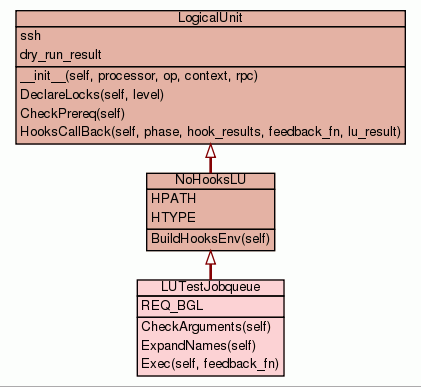 LogicalUnit
ssh
dry_run_result
__init__(self, processor, op, context, rpc)
DeclareLocks(self, level)
CheckPrereq(self)
HooksCallBack(self, phase, hook_results, feedback_fn, lu_result)
NoHooksLU
HPATH
HTYPE
BuildHooksEnv(self)
LUTestJobqueue
REQ_BGL
CheckArguments(self)
ExpandNames(self)
Exec(self, feedback_fn)